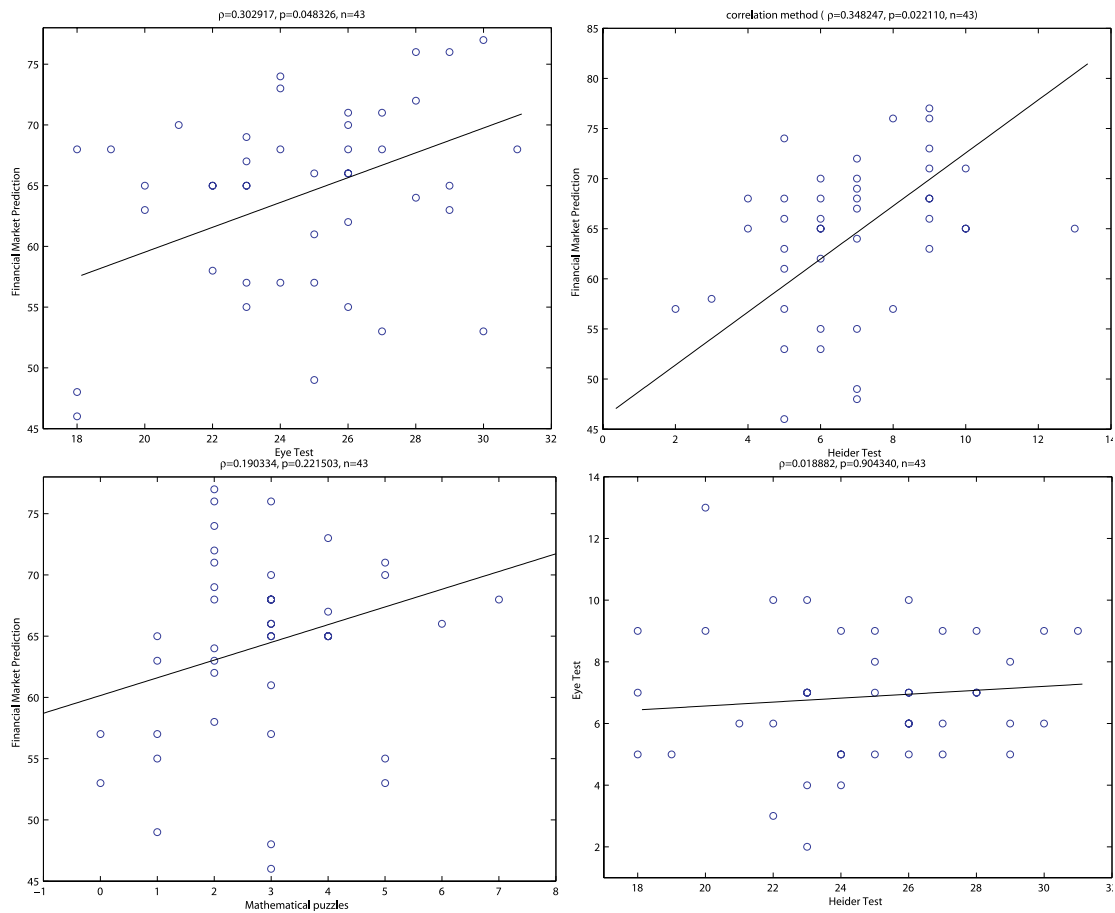 ρ=0.302917, p=0.048326, n=43
75
70
65
60
55
50
45
18 20 22 24 26 28 30 32
Financial Market Prediction
Eye Test
correlation method ( ρ=0.348247, p=0.022110, n=43)
85
80
75
70
65
60
55
50
45
0 2 4 6 8 10 12 14
Financial Market Prediction
Heider Test
ρ=0.190334, p=0.221503, n=43
75
70
65
60
55
50
45
−1 0 1 2 3 4 5 6 7 8
Financial Market Prediction
Mathematical puzzles
ρ=0.018882, p=0.904340, n=43
14
12
10
8
6
4
2
18 20 22 24 26 28 30 32
Eye Test
Heider Test